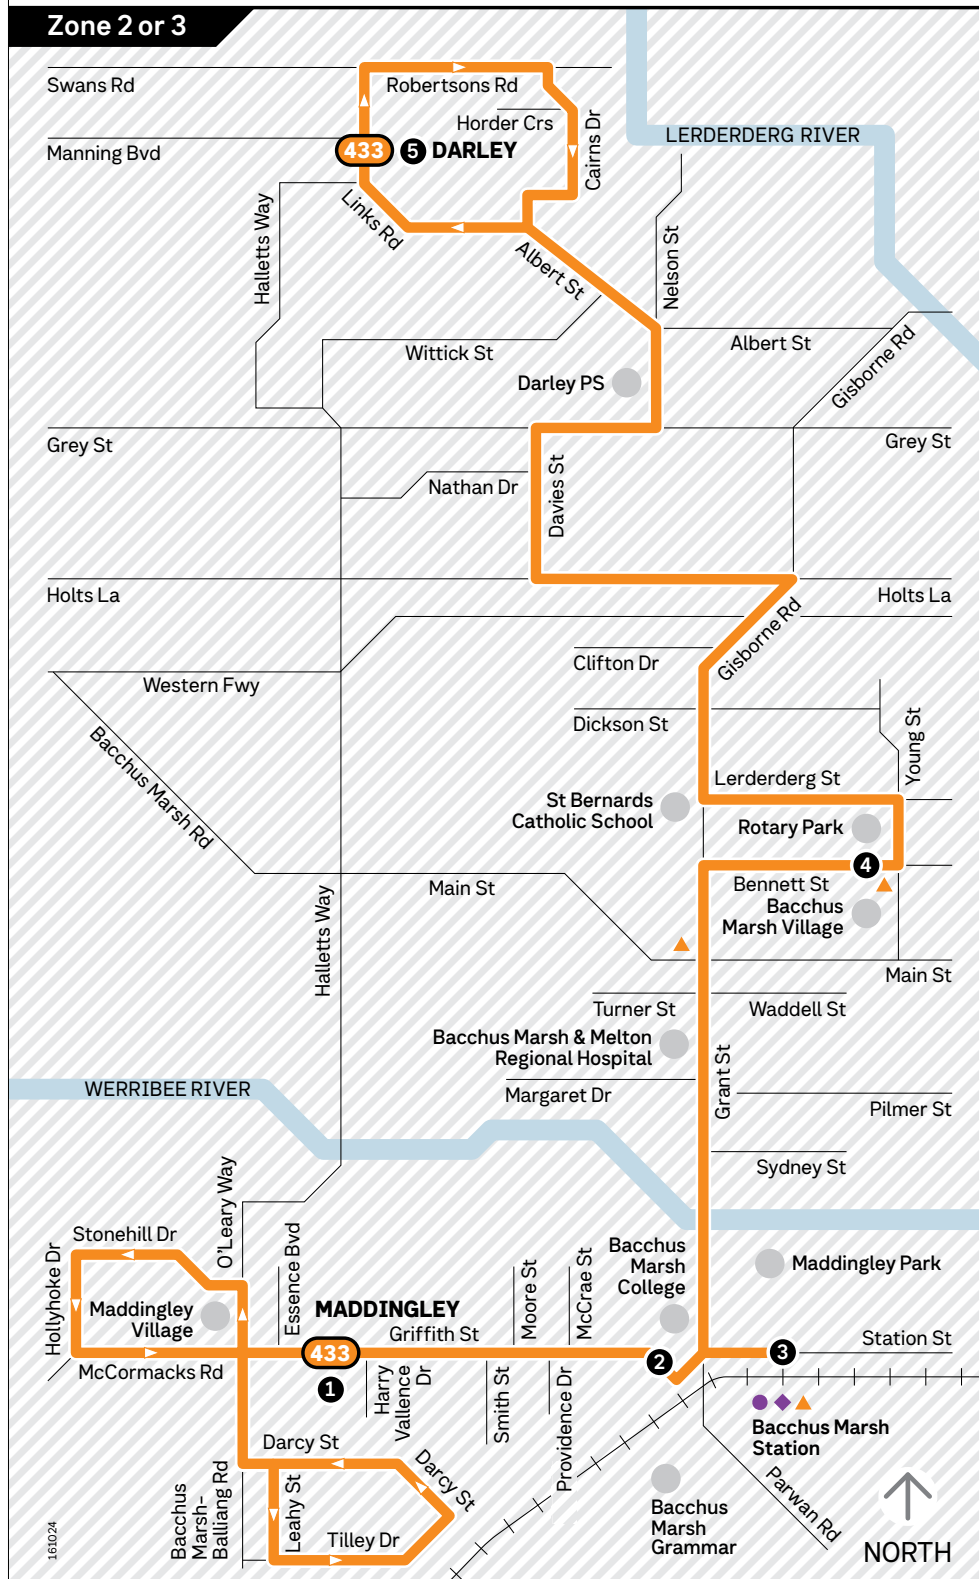 Zone 2 or 3
Swans Rd
Robertsons Rd
Horder Crs
Cairns Dr
LERDERDERG RIVER
Manning Bvd
433
5
DARLEY
Halletts Way
Links Rd
Albert St
Nelson St
Wittick St
Albert St
Gisborne Rd
Darley PS
Grey St
Grey St
Nathan Dr
Davies St
Holts La
Holts La
Gisborne Rd
Clifton Dr
Western Fwy
Dickson St
Young St
Bacchus Marsh Rd
Lerderderg St
St Bernards
Catholic School
Rotary Park
4
Main St
Bennett St
Bacchus
Marsh Village
Halletts Way
Main St
Turner St
Waddell St
Bacchus Marsh & Melton
Regional Hospital
Grant St
WERRIBEE RIVER
Margaret Dr
Pilmer St
Sydney St
O'Leary Way
Stonehill Dr
Hollyhoke Dr
Essence Bvd
Moore St
McCrae St
Bacchus
Marsh
College
Maddingley Park
Maddingley
Village
MADDINGLEY
Griffith St
Station St
433
2
3
McCormacks Rd
1
Harry
Vallence
Dr
Smith St
Providence Dr
Bacchus Marsh
Station
Darcy St
Darcy St
Bacchus
Marsh–
Balliang Rd
Leahy St
Tilley Dr
Parwan Rd
Bacchus
Marsh
Grammar
NORTH
161024